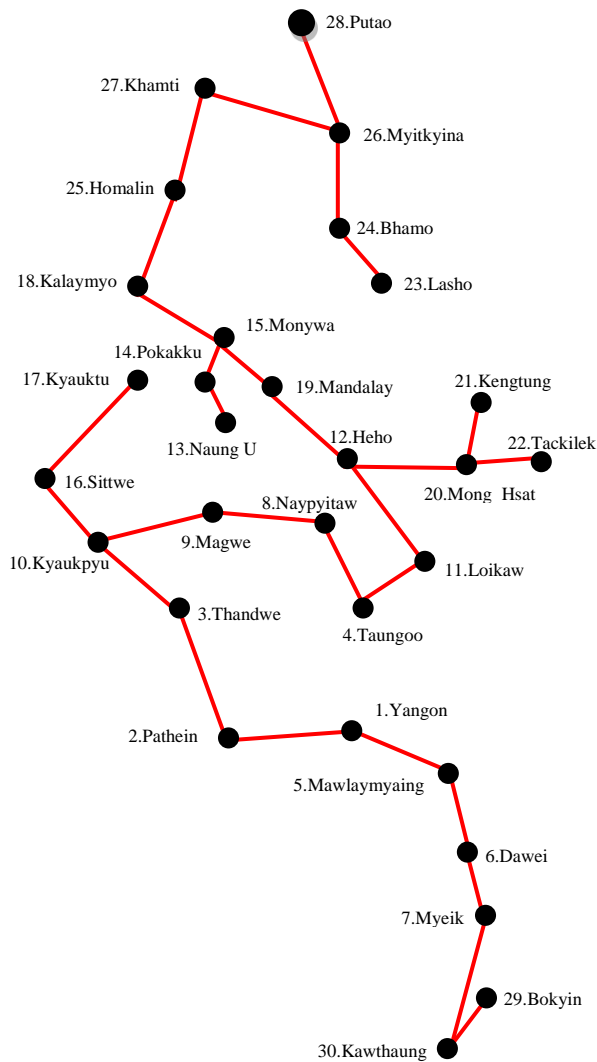 28.Putao
27.Khamti
26.Myitkyina
25.Homalin
24.Bhamo
18.Kalaymyo
23.Lasho
15.Monywa
14.Pokakku
17.Kyauktu
19.Mandalay
21.Kengtung
13.Naung U
12.Heho
22.Tackilek
16.Sittwe
20.Mong Hsat
8.Naypyitaw
9.Magwe
10.Kyaukpyu
11.Loikaw
3.Thandwe
4.Taungoo
1.Yangon
2.Pathein
5.Mawlaymyaing
6.Dawei
7.Myeik
29.Bokyin
30.Kawthaung